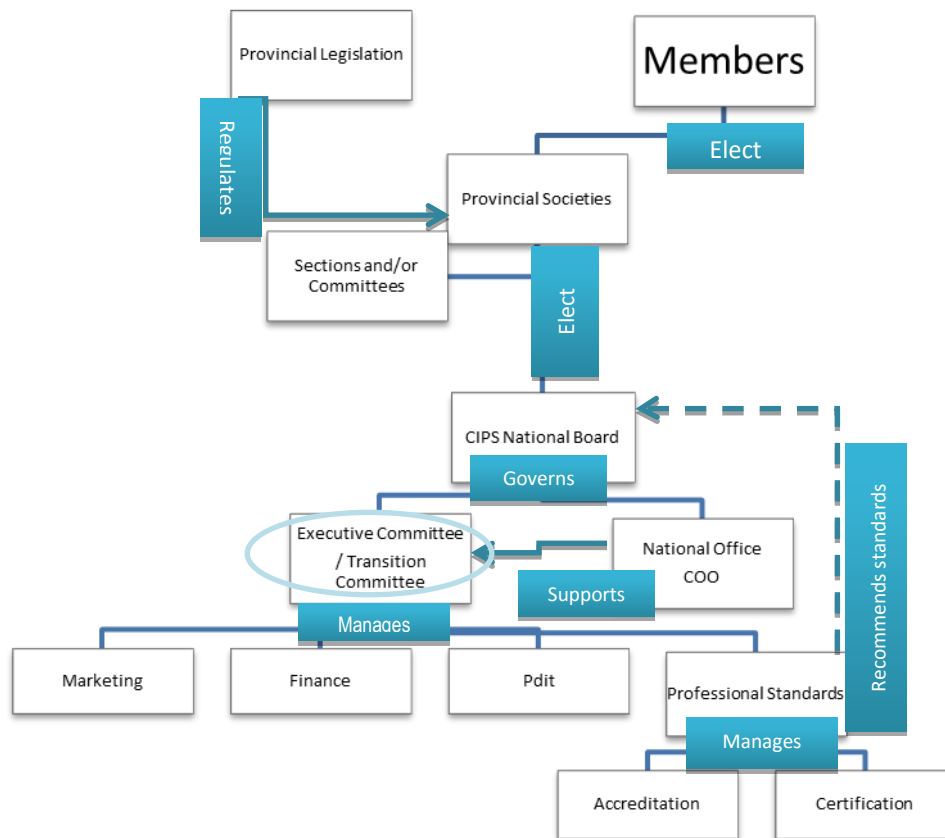 Provincial Legislation
Members
Regulates
Elect
Provincial Societies
Sections and/or
Committees
Elect
CIPS National Board
Governs
Executive Committee
/ Transition
Committee
National Office
COO
Supports
Recommends standards
Manages
Marketing
Finance
Pdit
Professional Standards
Manages
Accreditation
Certification